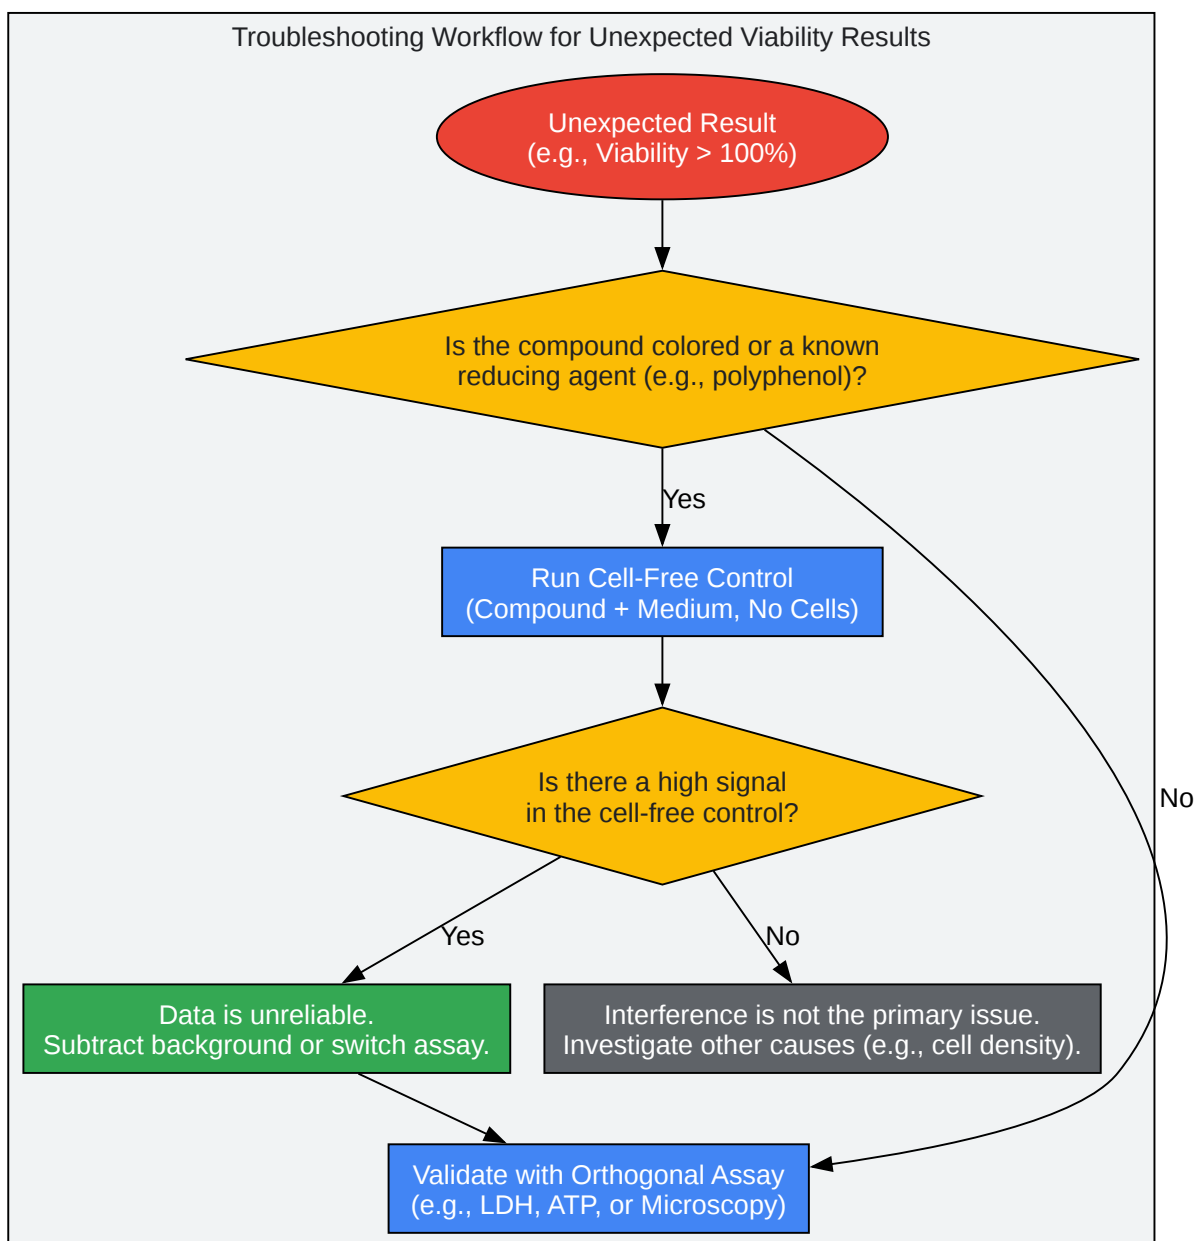 Troubleshooting Workflow for Unexpected Viability Results
Unexpected Result
(e.g., Viability > 100%)
Is the compound colored or a known
reducing agent (e.g., polyphenol)?
Yes
Run Cell-Free Control
(Compound + Medium, No Cells)
Is there a high signal
in the cell-free control?
No
Yes
No
Data is unreliable.
Subtract background or switch assay.
Interference is not the primary issue.
Investigate other causes (e.g., cell density).
Validate with Orthogonal Assay
(e.g., LDH, ATP, or Microscopy)